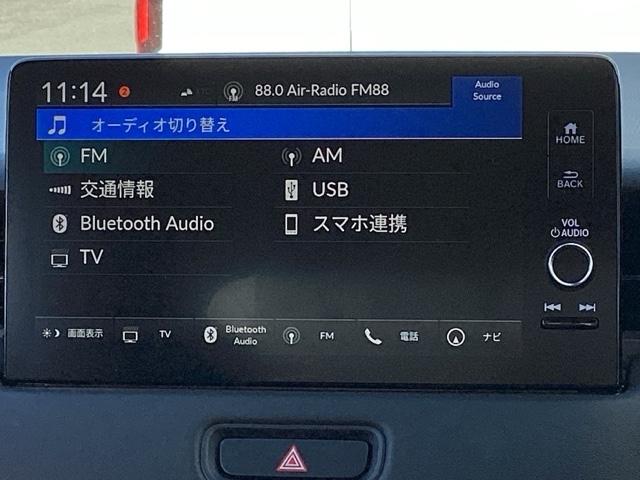 11:14 2 ETC 88.0 Air-Radio FM88 Audio Source
オーディオ切り替え
HOME
FM AM
BACK
交通情報 USB
Bluetooth Audio スマホ連携
VOL
AUDIO
TV
画面表示 TV Bluetooth Audio FM 電話 ナビ